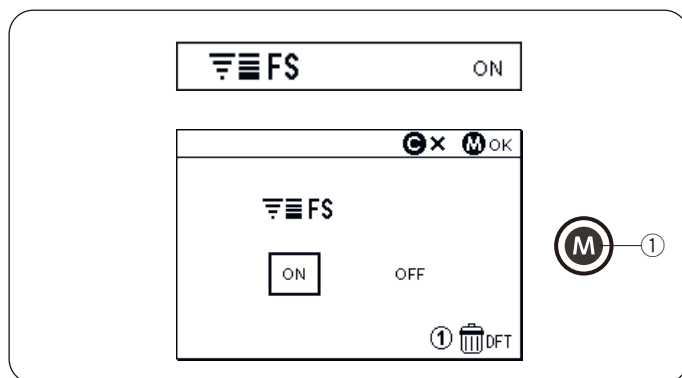 FS ON
C × M OK
FS
ON OFF
① DFT
M ①